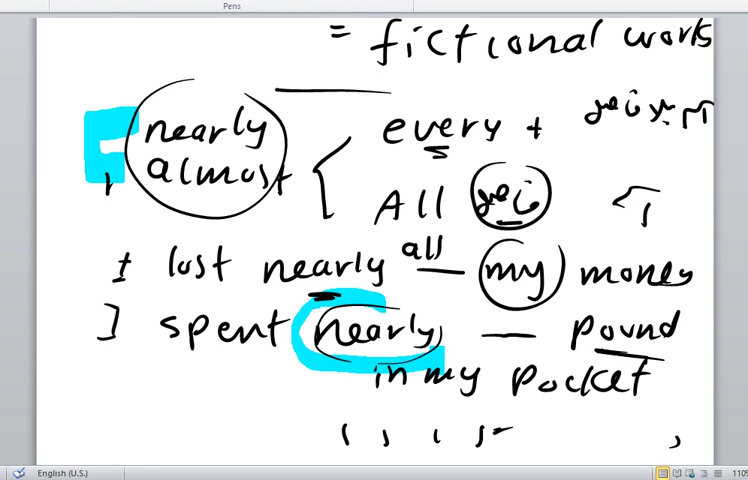 Pens
= fictional works
nearly every +
almost All
I lost nearly all — my money
I spent nearly — pound
in my pocket
English (U.S.) 110%